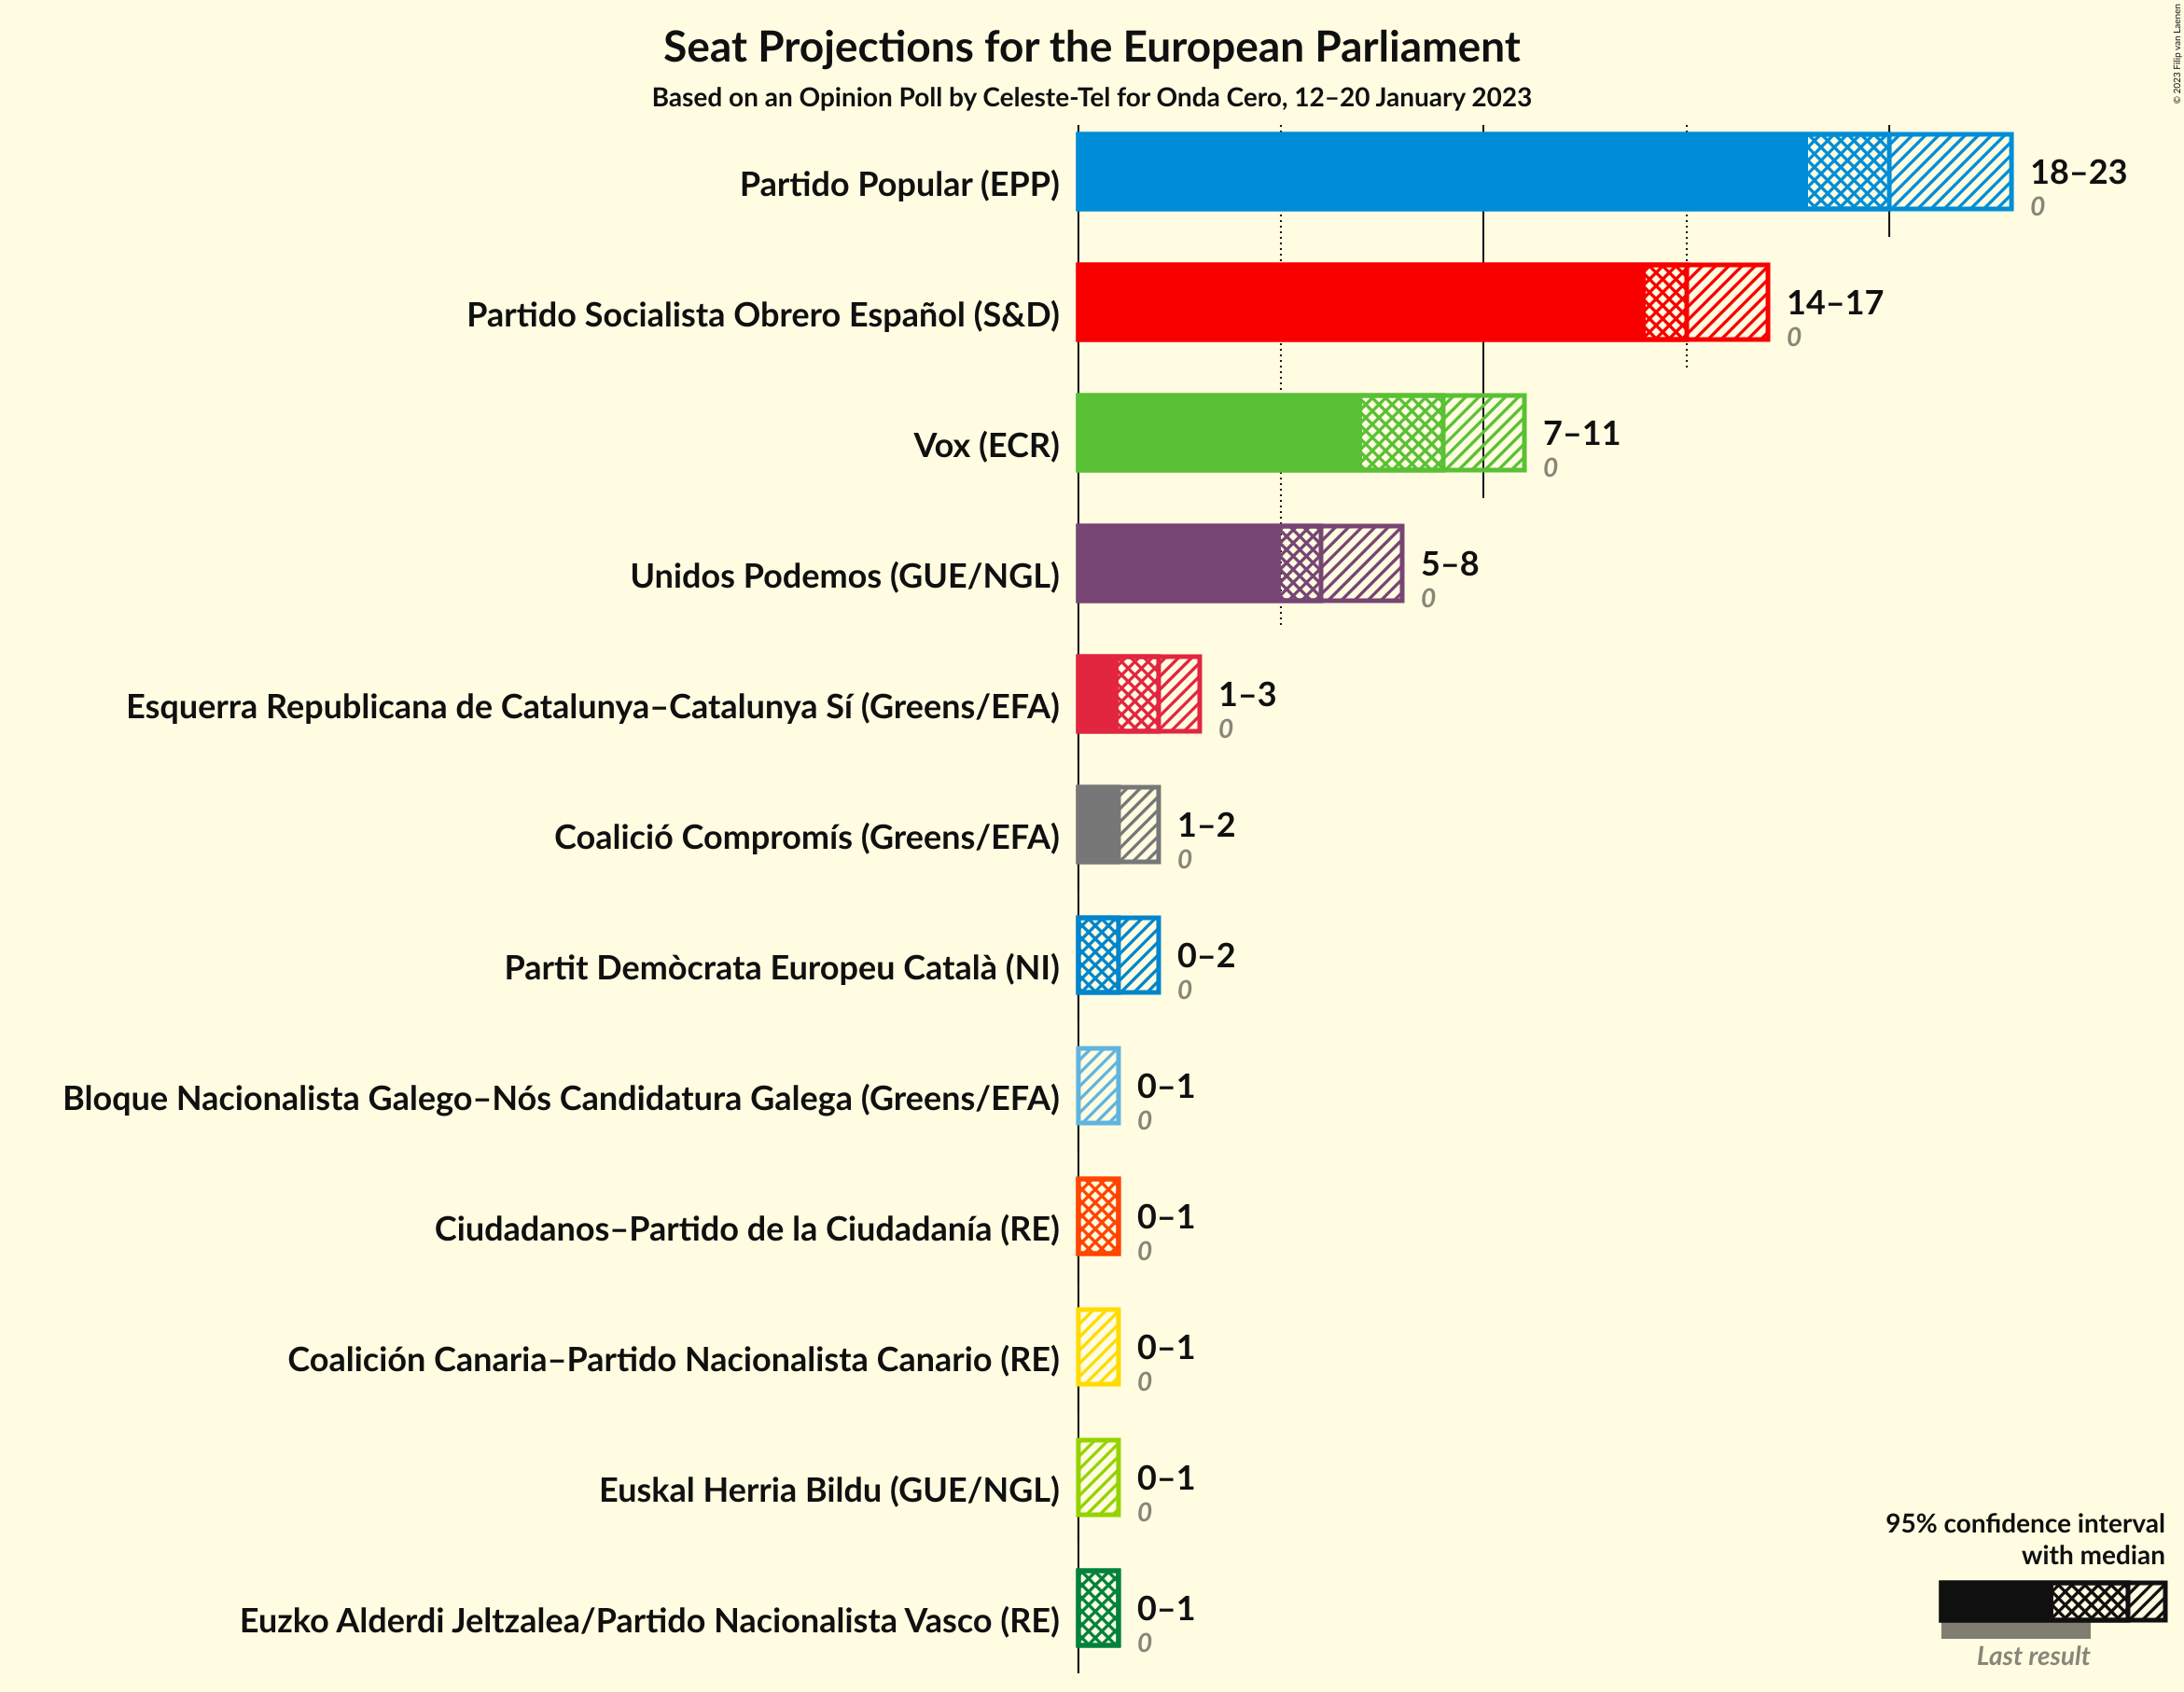 Seat Projections for the European Parliament
Based on an Opinion Poll by Celeste-Tel for Onda Cero, 12–20 January 2023
© 2023 Filip van Laenen
Partido Popular (EPP)
18–23
0
Partido Socialista Obrero Español (S&D)
14–17
0
Vox (ECR)
7–11
0
Unidos Podemos (GUE/NGL)
5–8
0
Esquerra Republicana de Catalunya–Catalunya Sí (Greens/EFA)
1–3
0
Coalició Compromís (Greens/EFA)
1–2
0
Partit Demòcrata Europeu Català (NI)
0–2
0
Bloque Nacionalista Galego–Nós Candidatura Galega (Greens/EFA)
0–1
0
Ciudadanos–Partido de la Ciudadanía (RE)
0–1
0
Coalición Canaria–Partido Nacionalista Canario (RE)
0–1
0
Euskal Herria Bildu (GUE/NGL)
0–1
0
Euzko Alderdi Jeltzalea/Partido Nacionalista Vasco (RE)
0–1
0
95% confidence interval
with median
Last result